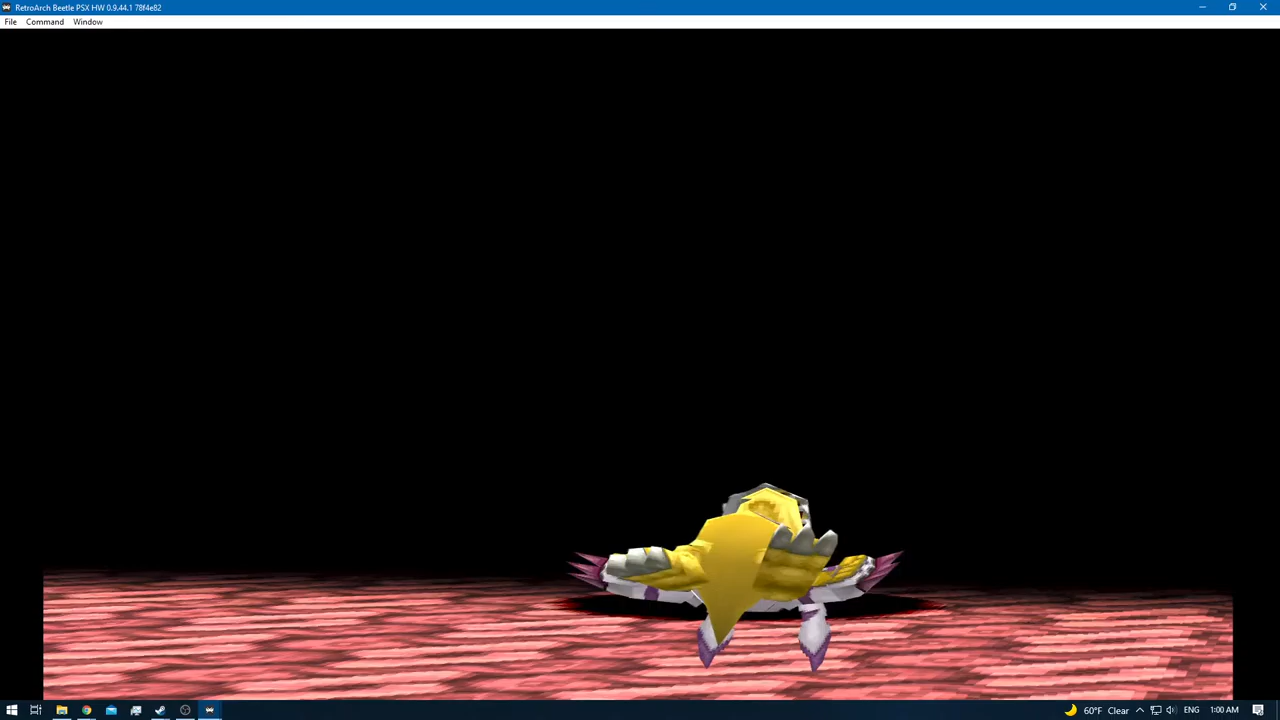 RetroArch Beetle PSX HW 0.9.44.1 78f4e82
File Command Window
60°F Clear ENG 1:00 AM